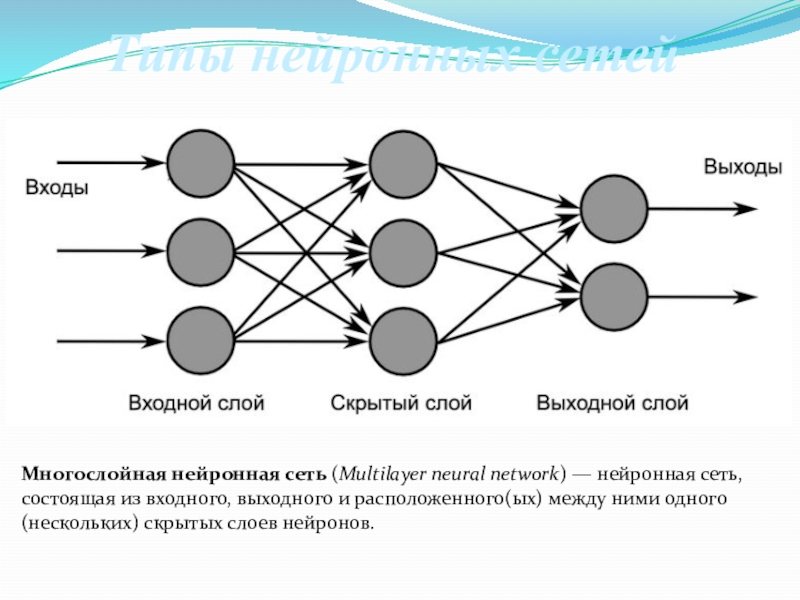 Типы нейронных сетей
Выходы
Входы
Входной слой
Скрытый слой
Выходной слой
Многослойная нейронная сеть (Multilayer neural network) — нейронная сеть,
состоящая из входного, выходного и расположенного(ых) между ними одного
(нескольких) скрытых слоев нейронов.